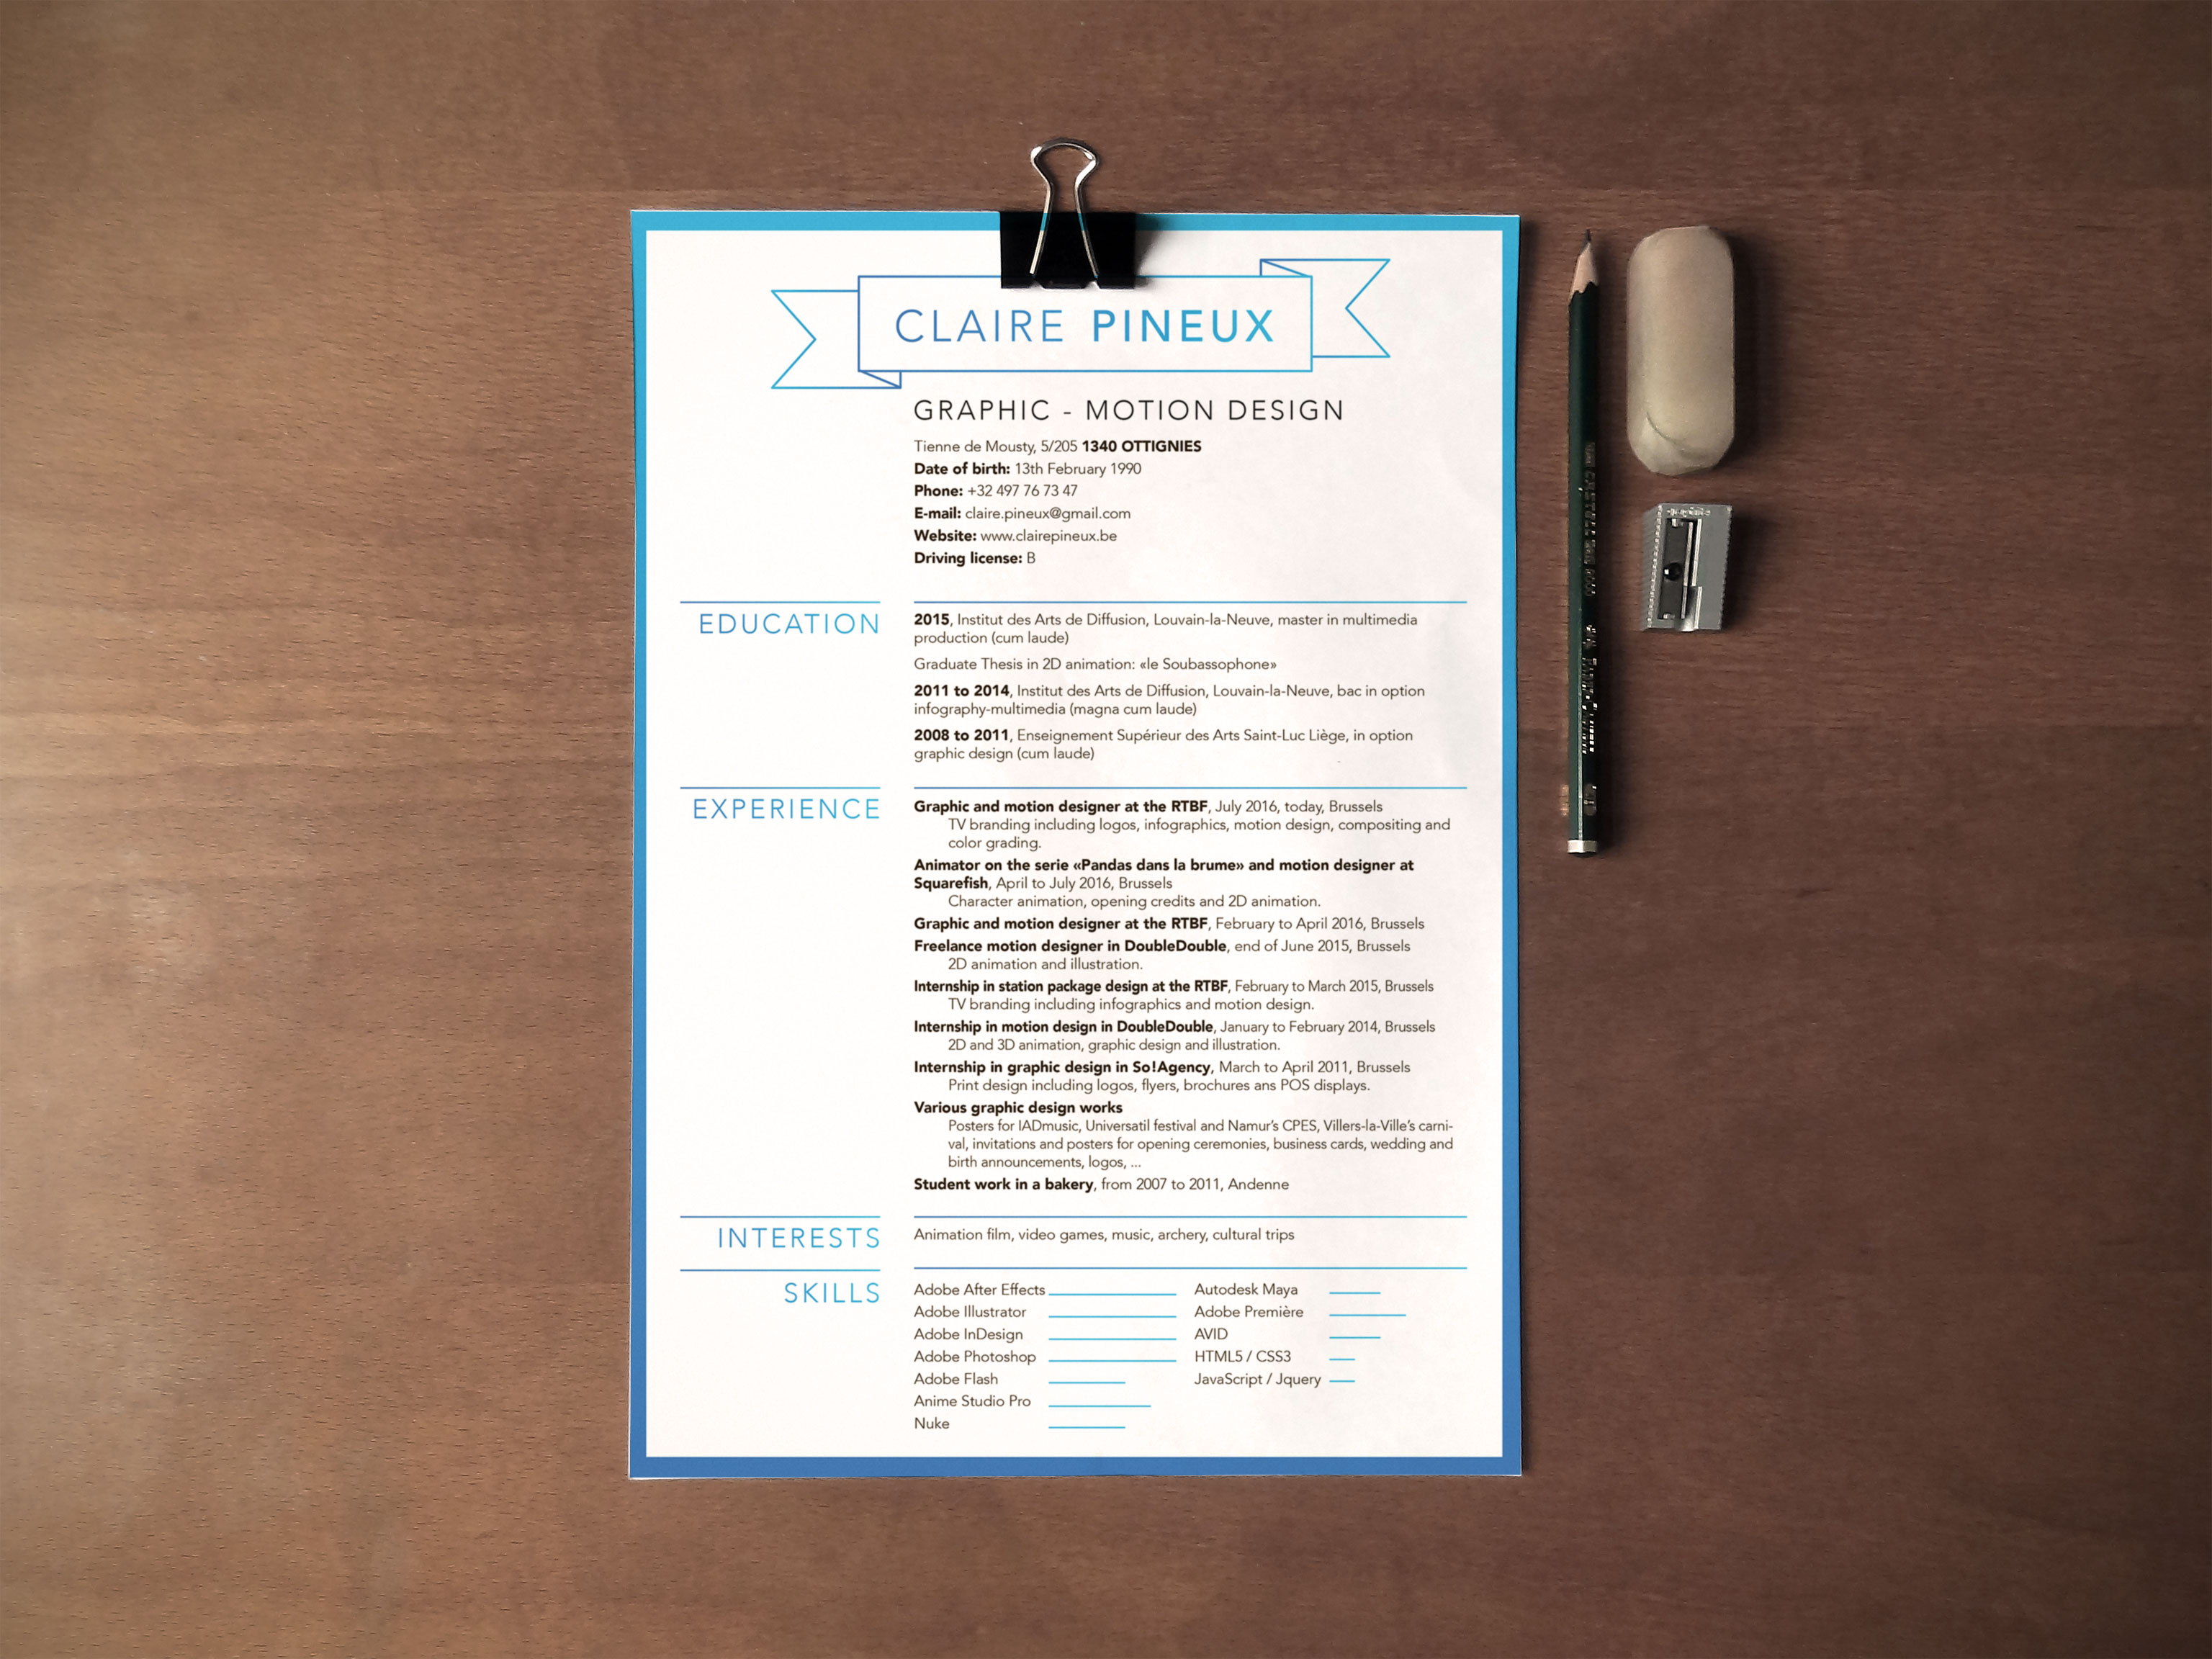 CLAIRE PINEUX
GRAPHIC - MOTION DESIGN
Tienne de Mousty, 5/205 1340 OTTIGNIES
Date of birth: 13th February 1990
Phone: +32 497 76 73 47
E-mail: claire.pineux@gmail.com
Website: www.clairepineux.be
Driving license: B
EDUCATION
2015, Institut des Arts de Diffusion, Louvain-la-Neuve, master in multimedia
production (cum laude)
Graduate Thesis in 2D animation: «le Soubassophone»
2011 to 2014, Institut des Arts de Diffusion, Louvain-la-Neuve, bac in option
infography-multimedia (magna cum laude)
2008 to 2011, Enseignement Supérieur des Arts Saint-Luc Liège, in option
graphic design (cum laude)
EXPERIENCE
Graphic and motion designer at the RTBF, July 2016, today, Brussels
TV branding including logos, infographics, motion design, compositing and
color grading.
Animator on the serie «Pandas dans la brume» and motion designer at
Squarefish, April to July 2016, Brussels
Character animation, opening credits and 2D animation.
Graphic and motion designer at the RTBF, February to April 2016, Brussels
Freelance motion designer in DoubleDouble, end of June 2015, Brussels
2D animation and illustration.
Internship in station package design at the RTBF, February to March 2015, Brussels
TV branding including infographics and motion design.
Internship in motion design in DoubleDouble, January to February 2014, Brussels
2D and 3D animation, graphic design and illustration.
Internship in graphic design in So!Agency, March to April 2011, Brussels
Print design including logos, flyers, brochures ans POS displays.
Various graphic design works
Posters for IADmusic, Universatil festival and Namur's CPES, Villers-la-Ville's carni-
val, invitations and posters for opening ceremonies, business cards, wedding and
birth announcements, logos, ...
Student work in a bakery, from 2007 to 2011, Andenne
INTERESTS
Animation film, video games, music, archery, cultural trips
SKILLS
Adobe After Effects
Adobe Illustrator
Adobe InDesign
Adobe Photoshop
Adobe Flash
Anime Studio Pro
Nuke
Autodesk Maya
Adobe Première
AVID
HTML5 / CSS3
JavaScript / Jquery